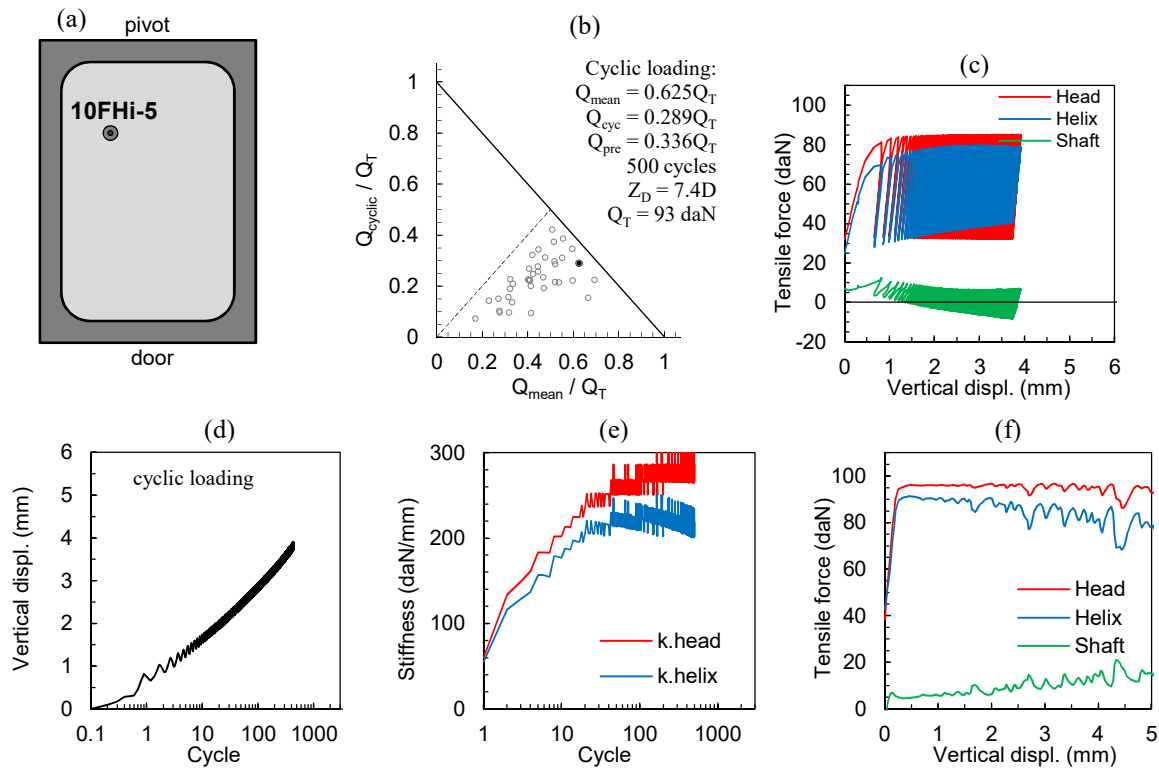 (a)
pivot
10FHi-5
door
(b)
Cyclic loading:
Q_mean = 0.625Q_T
Q_cyc = 0.289Q_T
Q_pre = 0.336Q_T
500 cycles
Z_D = 7.4D
Q_T = 93 daN
Q_cyclic / Q_T
1
0.8
0.6
0.4
0.2
0
0 0.2 0.4 0.6 0.8 1
Q_mean / Q_T
(c)
Head
Helix
Shaft
Tensile force (daN)
100
80
60
40
20
0
-20
0 1 2 3 4 5 6
Vertical displ. (mm)
(d)
cyclic loading
Vertical displ. (mm)
6
5
4
3
2
1
0
0.1 1 10 100 1000
Cycle
(e)
Stiffness (daN/mm)
300
200
100
0
k.head
k.helix
1 10 100 1000
Cycle
(f)
Tensile force (daN)
100
80
60
40
20
0
Head
Helix
Shaft
0 1 2 3 4 5
Vertical displ. (mm)